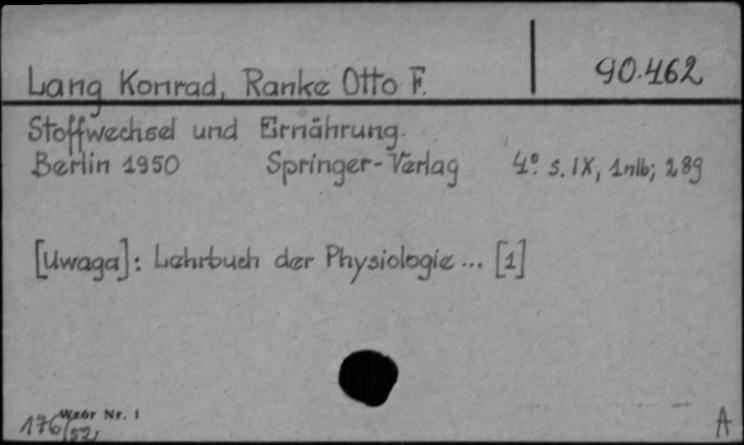 Lang Konrad, Ranke Otto F. 90.462
Stoffwechsel und Ernährung.
Berlin 1950 Springer-Verlag 4° s. IX, 1nlb; 289
[Uwaga]: Lehrbuch der Physiologie... [1]
Wzór Nr. 1
176/52, A